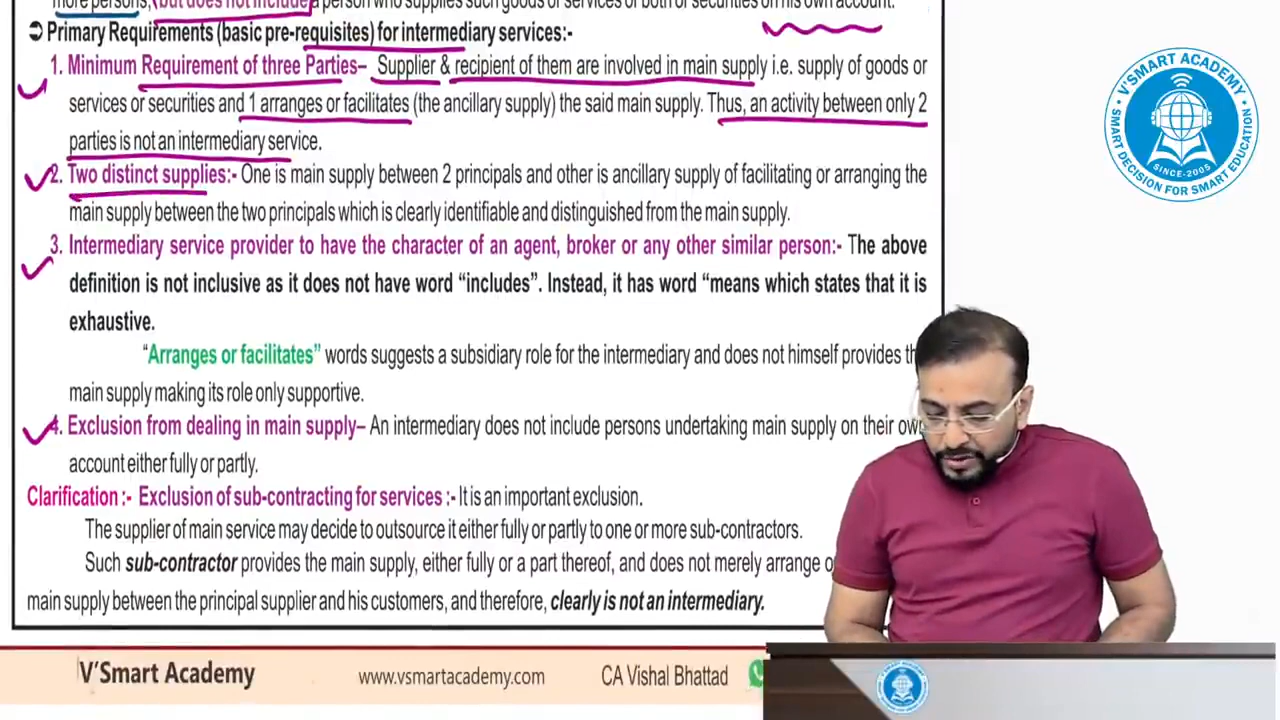 more persons, but does not include a person who supplies such goods or services or both or securities on his own account.
➲ Primary Requirements (basic pre-requisites) for intermediary services:-
1. Minimum Requirement of three Parties– Supplier & recipient of them are involved in main supply i.e. supply of goods or
services or securities and 1 arranges or facilitates (the ancillary supply) the said main supply. Thus, an activity between only 2
parties is not an intermediary service.
2. Two distinct supplies:- One is main supply between 2 principals and other is ancillary supply of facilitating or arranging the
main supply between the two principals which is clearly identifiable and distinguished from the main supply.
3. Intermediary service provider to have the character of an agent, broker or any other similar person:- The above
definition is not inclusive as it does not have word “includes”. Instead, it has word “means which states that it is
exhaustive.
“Arranges or facilitates” words suggests a subsidiary role for the intermediary and does not himself provides
main supply making its role only supportive.
4. Exclusion from dealing in main supply– An intermediary does not include persons undertaking main supply on their
account either fully or partly.
Clarification :- Exclusion of sub-contracting for services :- It is an important exclusion.
The supplier of main service may decide to outsource it either fully or partly to one or more sub-contractors.
Such sub-contractor provides the main supply, either fully or a part thereof, and does not merely arrange
main supply between the principal supplier and his customers, and therefore, clearly is not an intermediary.
V'SMART ACADEMY
SINCE-2005
SMART DECISION FOR SMART EDUCATION
V'Smart Academy
www.vsmartacademy.com
CA Vishal Bhattad